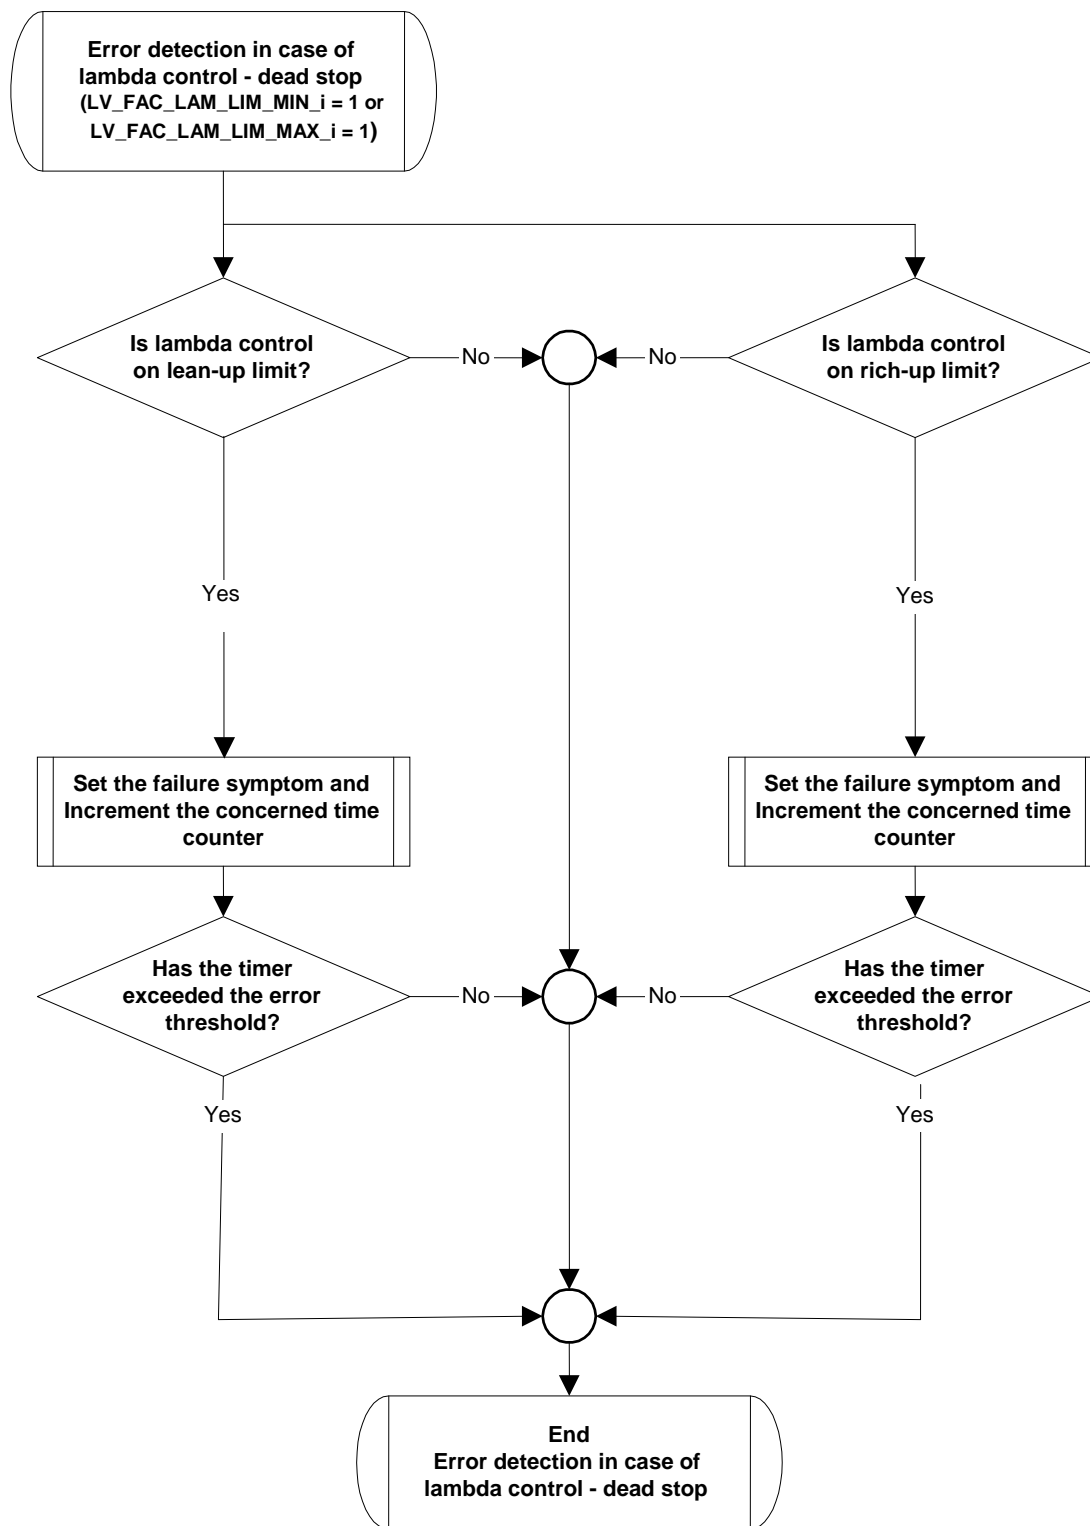 Error detection in case of
lambda control - dead stop
(LV_FAC_LAM_LIM_MIN_i = 1 or
LV_FAC_LAM_LIM_MAX_i = 1)
Is lambda control
on lean-up limit?
No
No
Is lambda control
on rich-up limit?
Yes
Yes
Set the failure symptom and
Increment the concerned time
counter
Set the failure symptom and
Increment the concerned time
counter
Has the timer
exceeded the error
threshold?
No
No
Has the timer
exceeded the error
threshold?
Yes
Yes
End
Error detection in case of
lambda control - dead stop